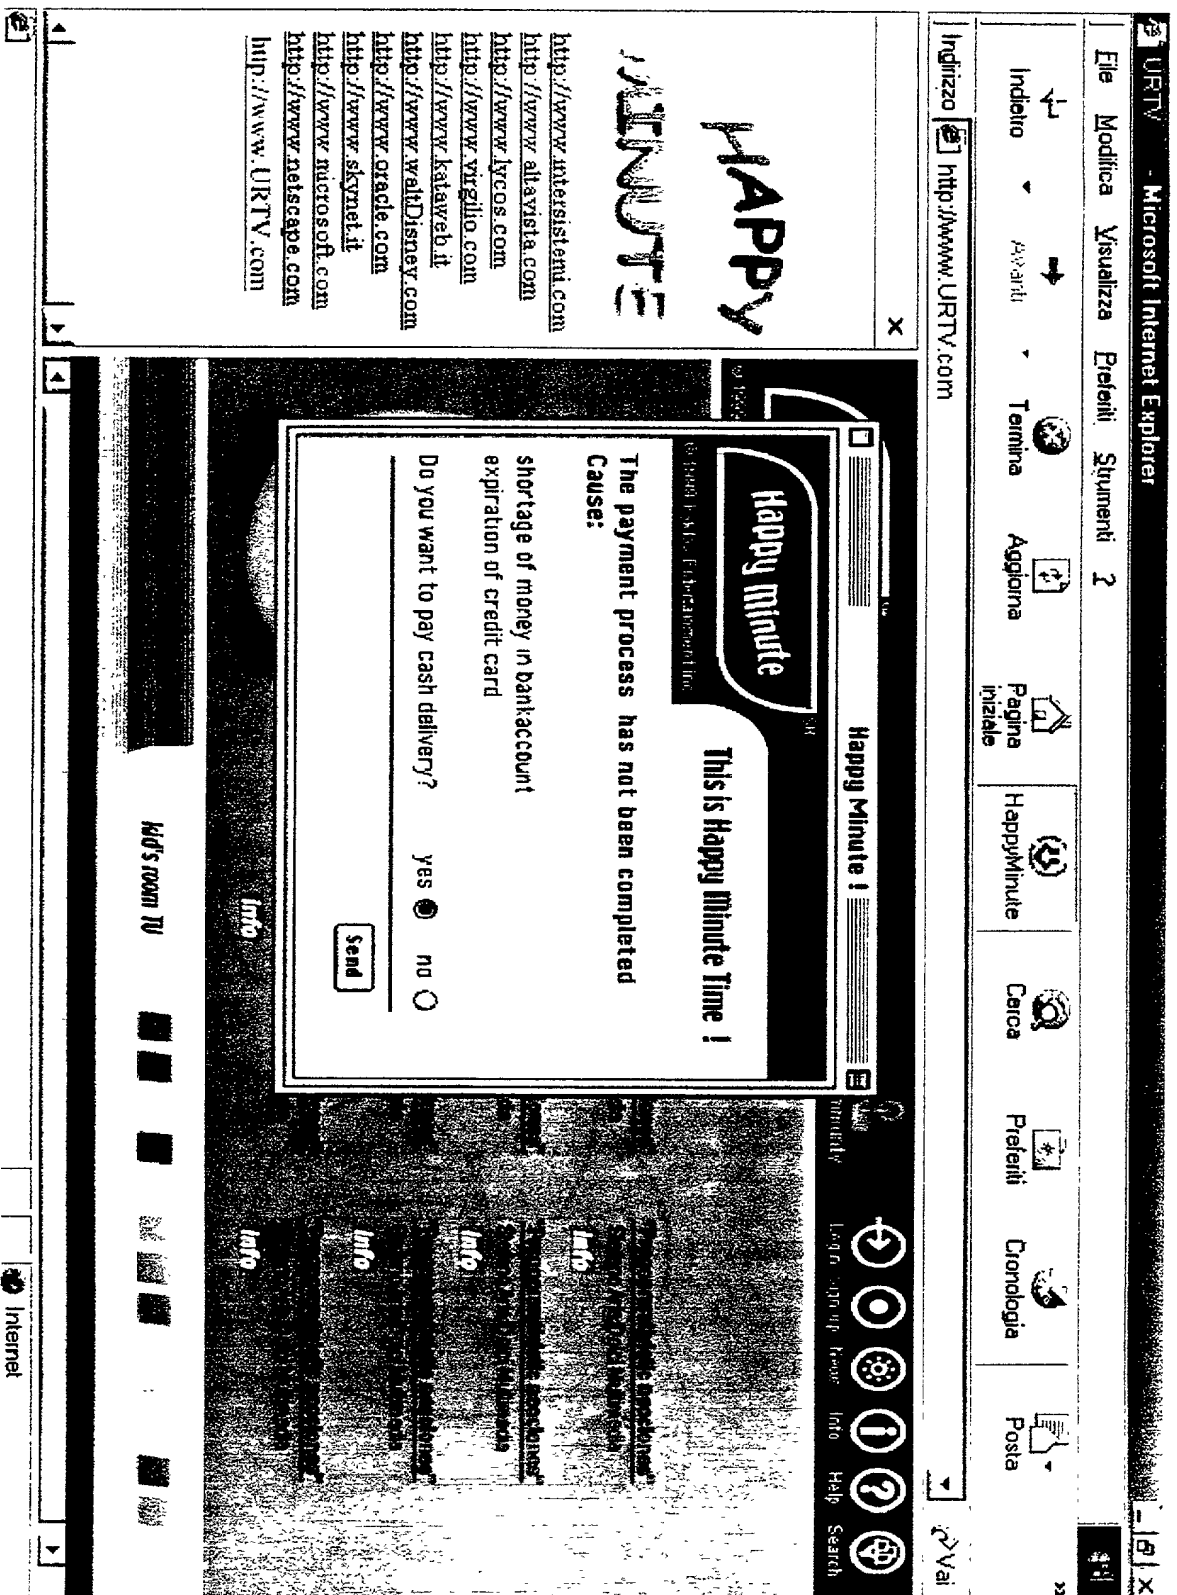 URTV - Microsoft Internet Explorer
File Modifica Visualizza Preferiti Strumenti ?
Indietro Avanti Termina Aggiorna Pagina iniziale HappyMinute Cerca Preferiti Cronologia Posta »
Indirizzo http://www.URTV.com Vai
X
HAPPY
MINUTE
http://www.intersistemi.com
http://www.altavista.com
http://www.lycos.com
http://www.virgilio.com
http://www.kataweb.it
http://www.waltDisney.com
http://www.oracle.com
http://www.skynet.it
http://www.microsoft.com
http://www.netscape.com
http://www.URTV.com
News Info Help Search
Happy Minute !
Happy Minute
This is Happy Minute Time !
The payment process has not been completed
Cause:
shortage of money in bankaccount
expiration of credit card
Do you want to pay cash delivery? yes no
Send
Info
Info
Info
Info
Info
kid's room TV
Internet